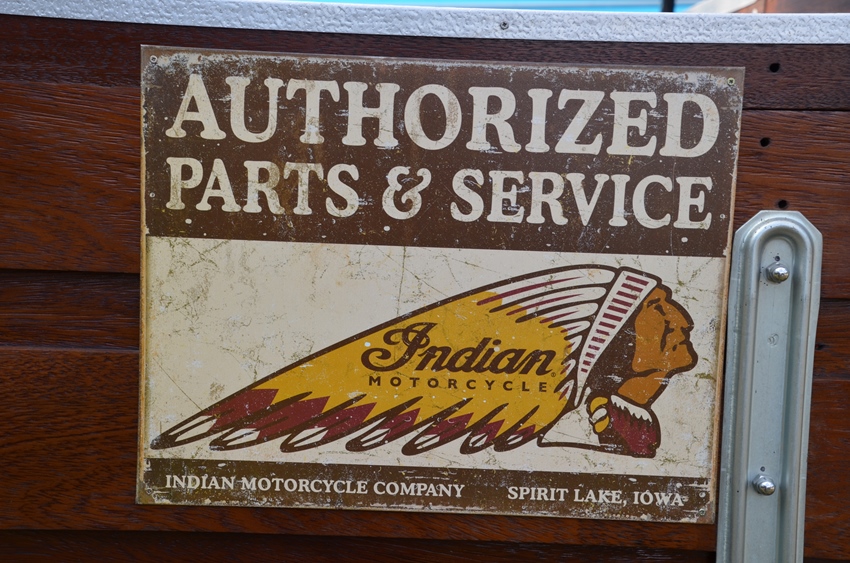 AUTHORIZED
PARTS & SERVICE
Indian®
MOTORCYCLE
INDIAN MOTORCYCLE COMPANY SPIRIT LAKE, IOWA